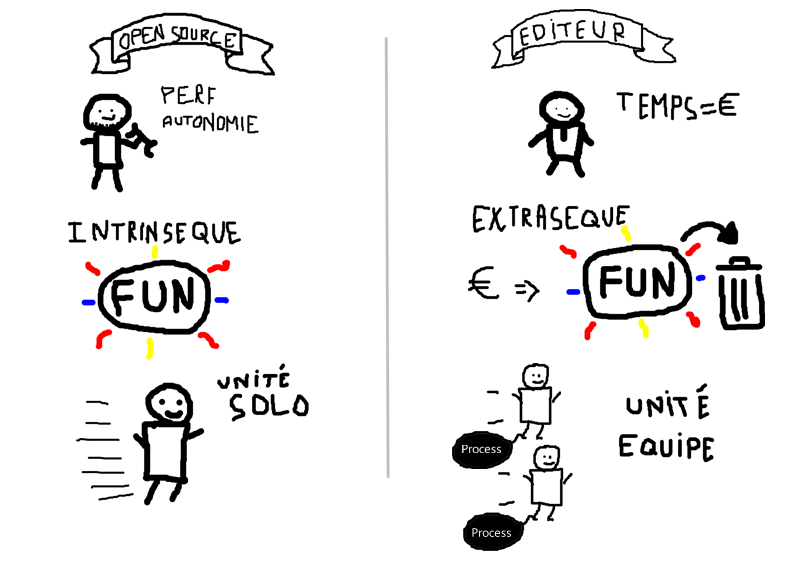 OPEN SOURCE
PERF
AUTONOMIE
INTRINSEQUE
FUN
UNITÉ
SOLO
EDITEUR
TEMPS=€
EXTRASEQUE
€ => FUN
UNITÉ
EQUIPE
Process
Process